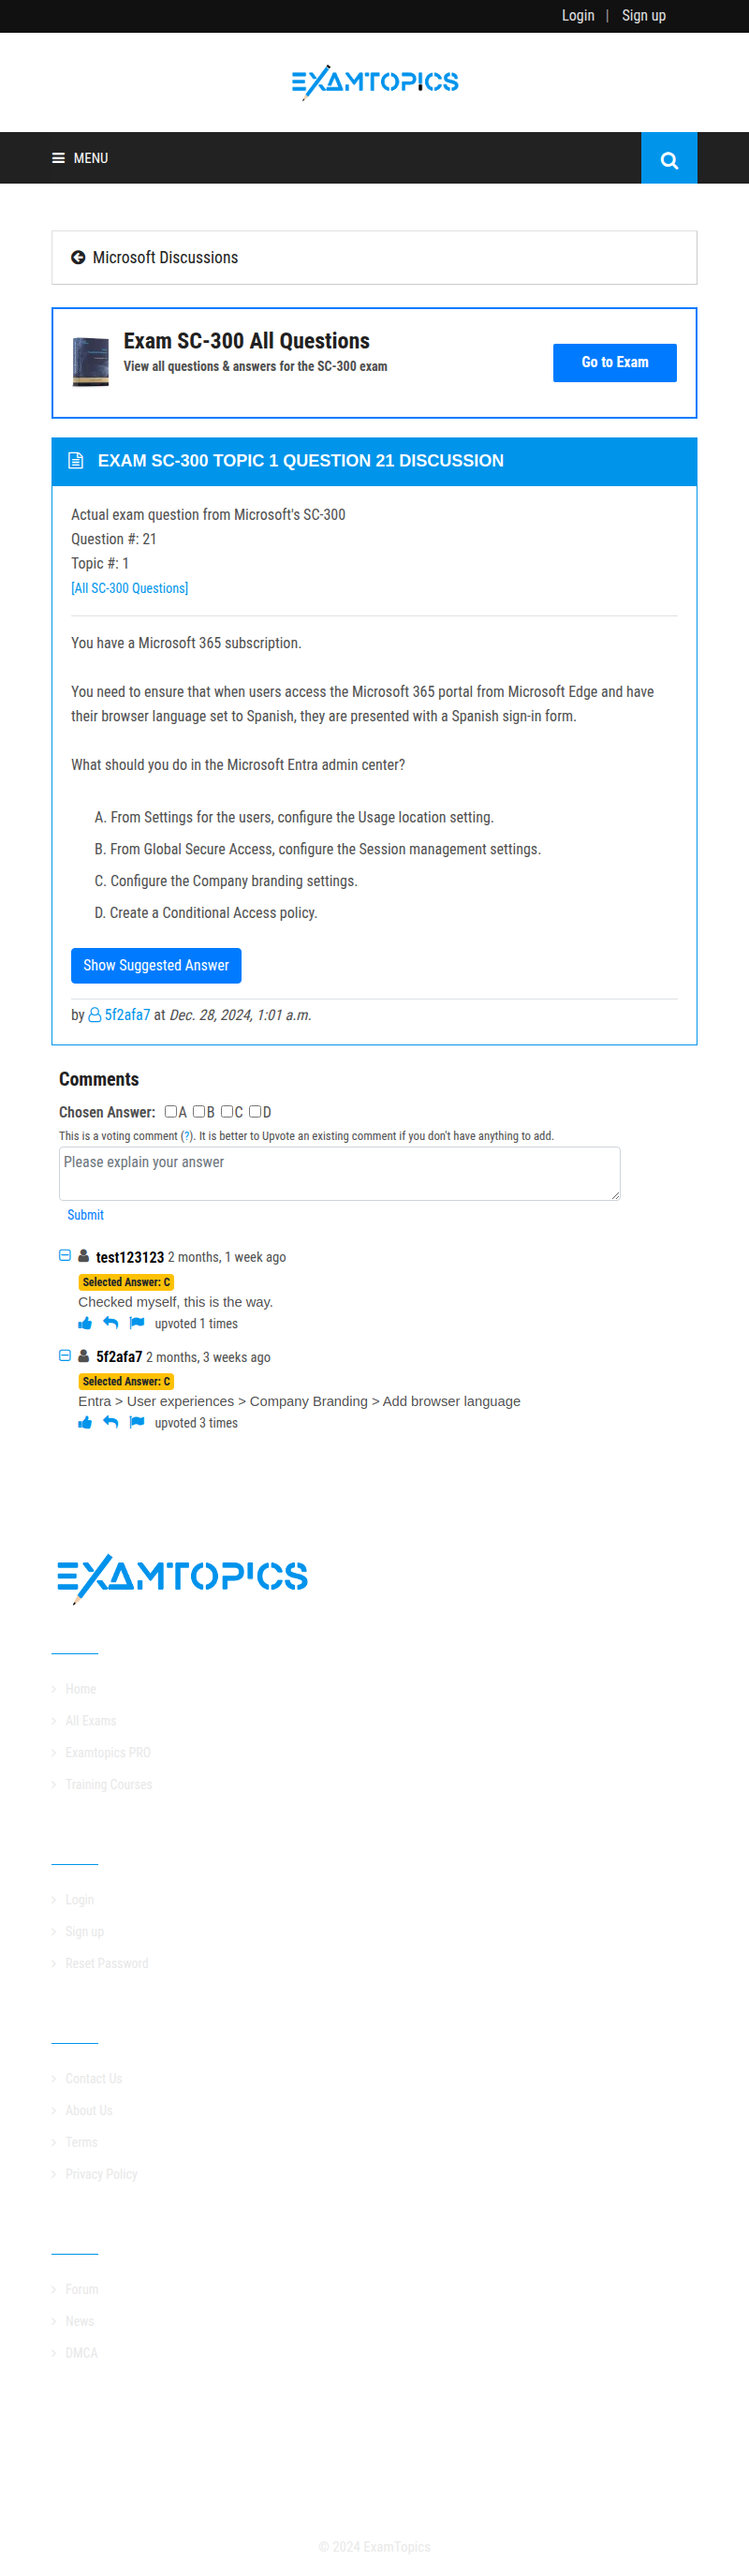 Login | Sign up
EXAMTOPICS
MENU
Microsoft Discussions
Exam SC-300 All Questions
View all questions & answers for the SC-300 exam
Go to Exam
EXAM SC-300 TOPIC 1 QUESTION 21 DISCUSSION
Actual exam question from Microsoft's SC-300
Question #: 21
Topic #: 1
[All SC-300 Questions]
You have a Microsoft 365 subscription.
You need to ensure that when users access the Microsoft 365 portal from Microsoft Edge and have
their browser language set to Spanish, they are presented with a Spanish sign-in form.
What should you do in the Microsoft Entra admin center?
A. From Settings for the users, configure the Usage location setting.
B. From Global Secure Access, configure the Session management settings.
C. Configure the Company branding settings.
D. Create a Conditional Access policy.
Show Suggested Answer
by 5f2afa7 at Dec. 28, 2024, 1:01 a.m.
Comments
Chosen Answer: A B C D
This is a voting comment (?). It is better to Upvote an existing comment if you don't have anything to add.
Please explain your answer
Submit
test123123 2 months, 1 week ago
Selected Answer: C
Checked myself, this is the way.
upvoted 1 times
5f2afa7 2 months, 3 weeks ago
Selected Answer: C
Entra > User experiences > Company Branding > Add browser language
upvoted 3 times
EXAMTOPICS
Home
All Exams
Examtopics PRO
Training Courses
Login
Sign up
Reset Password
Contact Us
About Us
Terms
Privacy Policy
Forum
News
DMCA
© 2024 ExamTopics